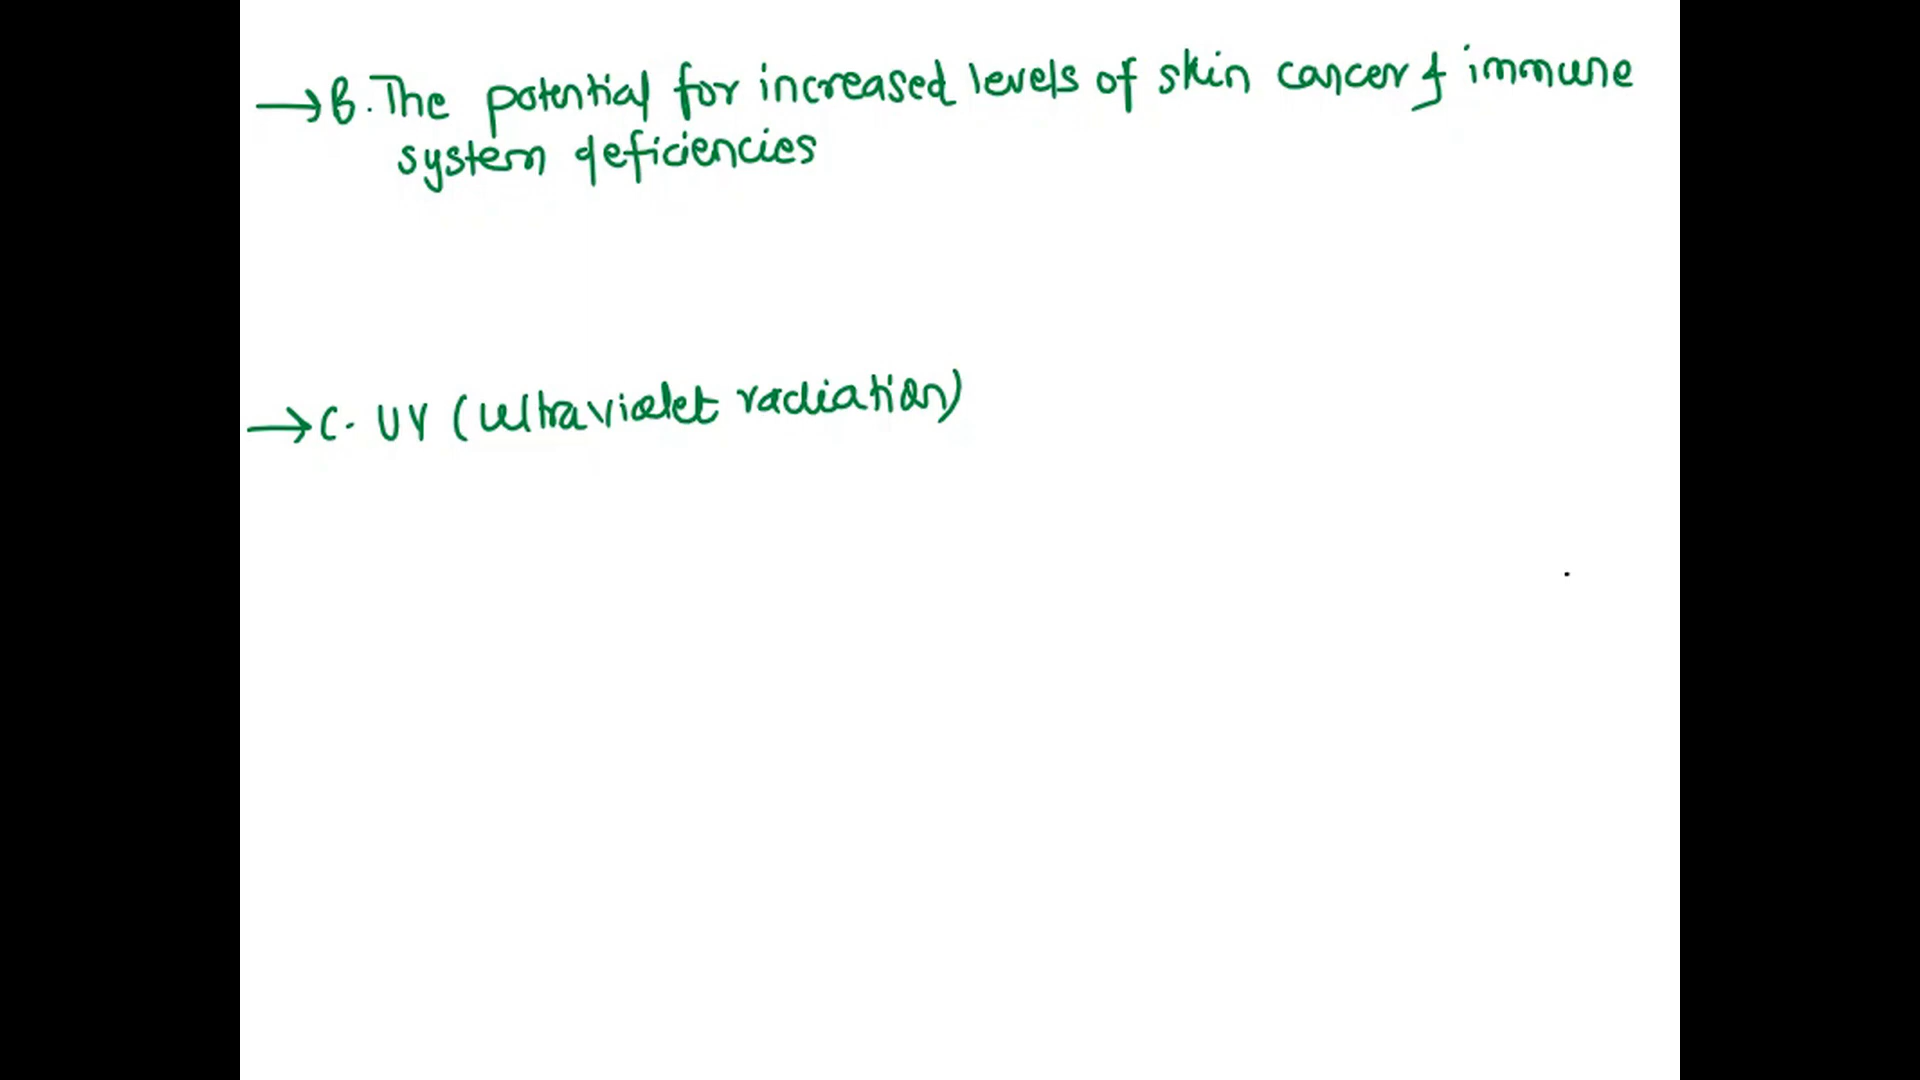 → B. The potential for increased levels of skin cancer & immune
system deficiencies
→ C. UV (ultraviolet radiation)